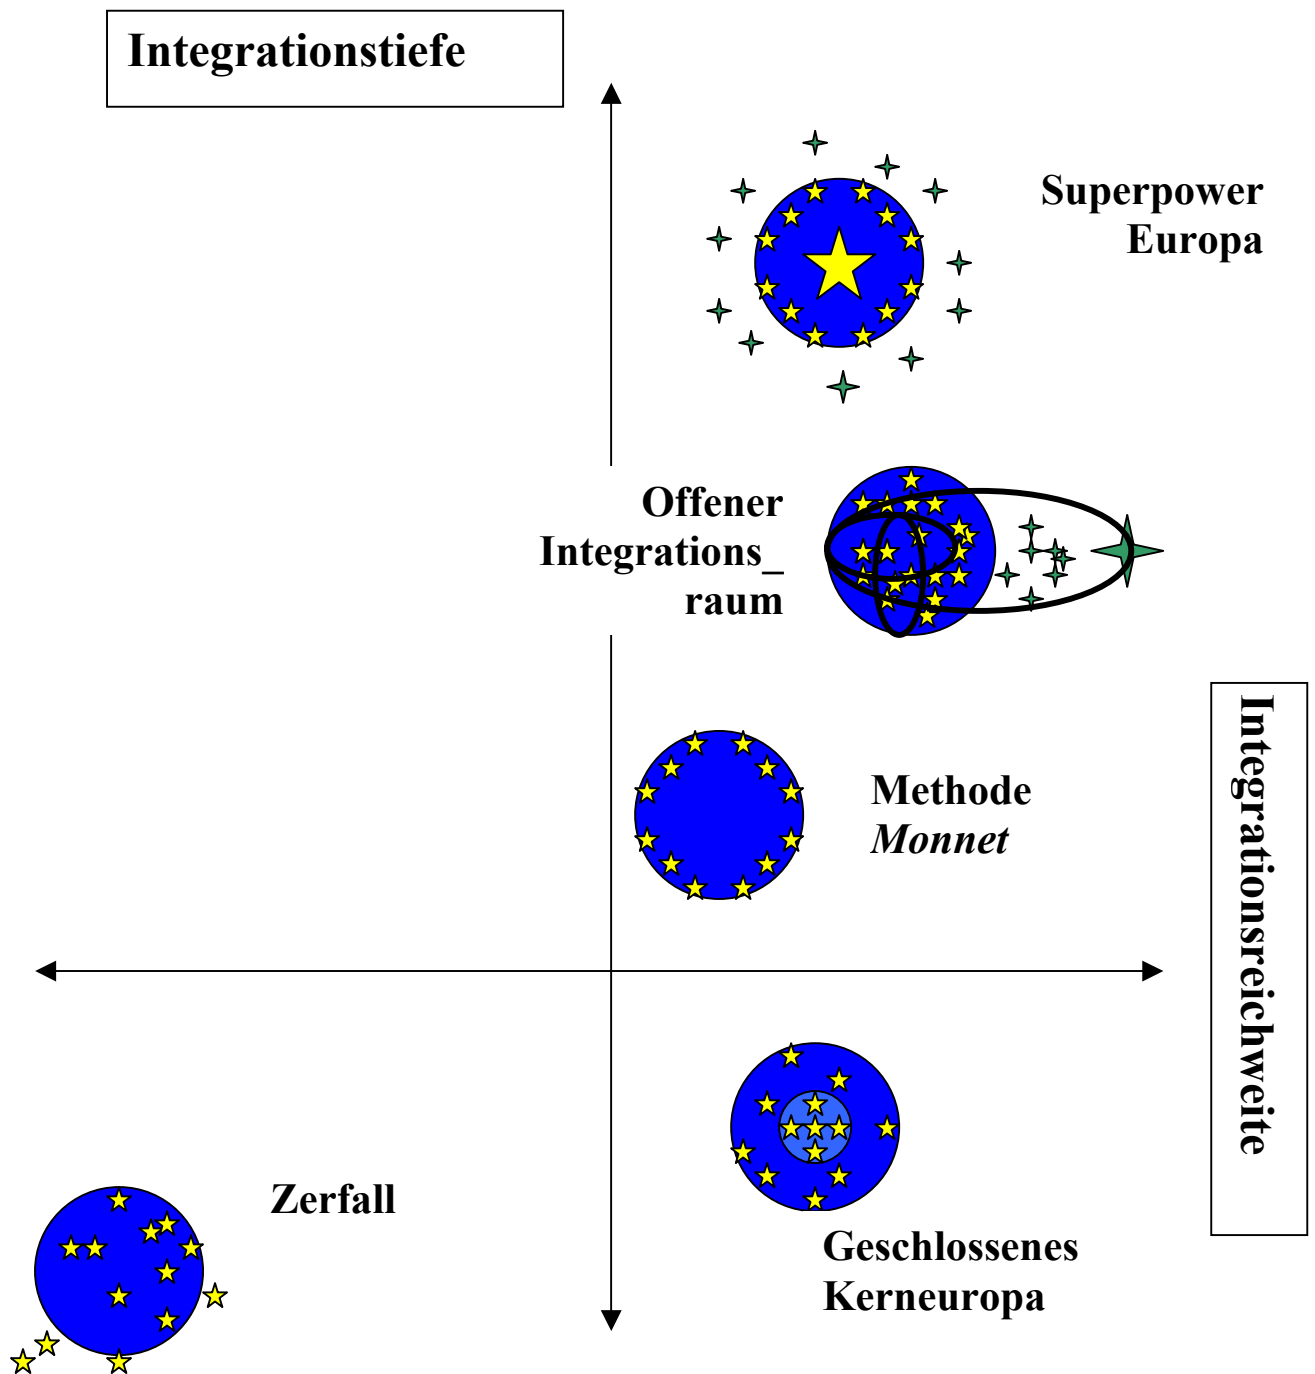 Integrationstiefe
Superpower
Europa
Offener
Integrations_
raum
Integrationsreichweite
Methode
Monnet
Zerfall
Geschlossenes
Kerneuropa